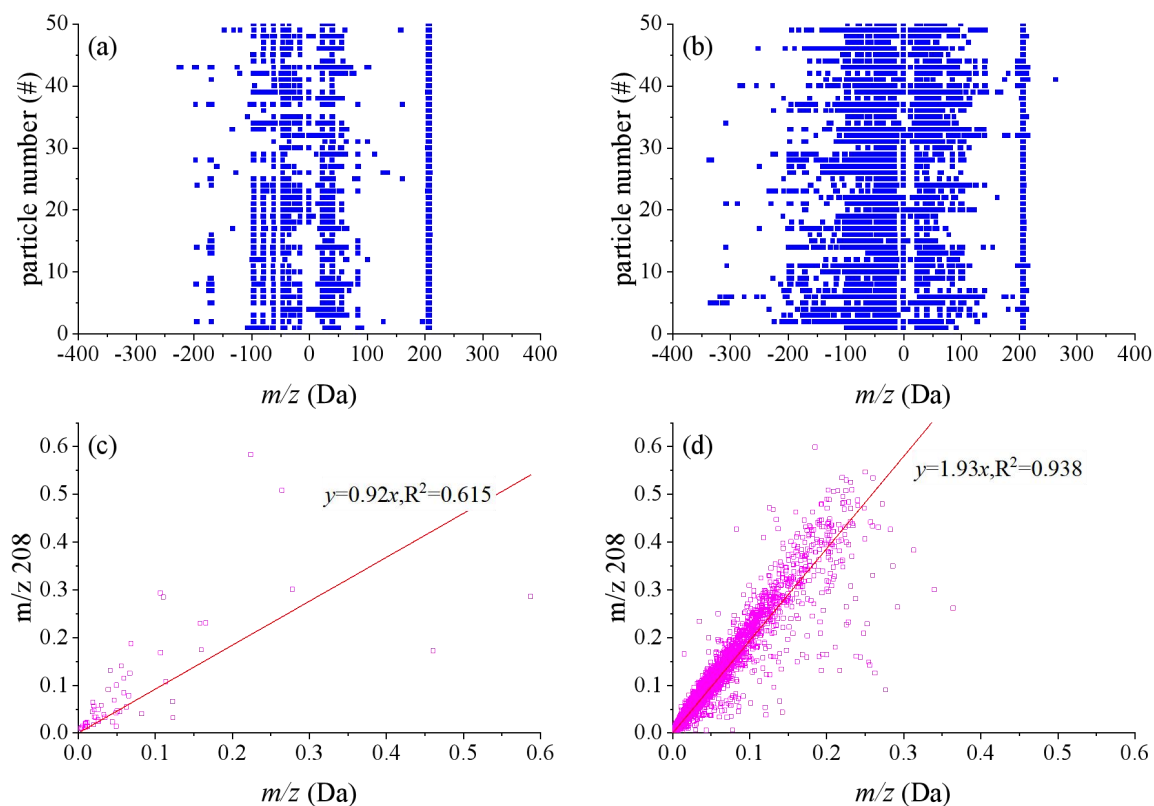 (a)
particle number (#)
50
40
30
20
10
0
-400 -300 -200 -100 0 100 200 300 400
m/z (Da)
(b)
particle number (#)
50
40
30
20
10
0
-400 -300 -200 -100 0 100 200 300 400
m/z (Da)
(c)
m/z 208
0.6
0.5
0.4
0.3
0.2
0.1
0.0
y=0.92x,R²=0.615
0.0 0.1 0.2 0.3 0.4 0.5 0.6
m/z (Da)
(d)
m/z 208
0.6
0.5
0.4
0.3
0.2
0.1
0.0
y=1.93x,R²=0.938
0.0 0.1 0.2 0.3 0.4 0.5 0.6
m/z (Da)